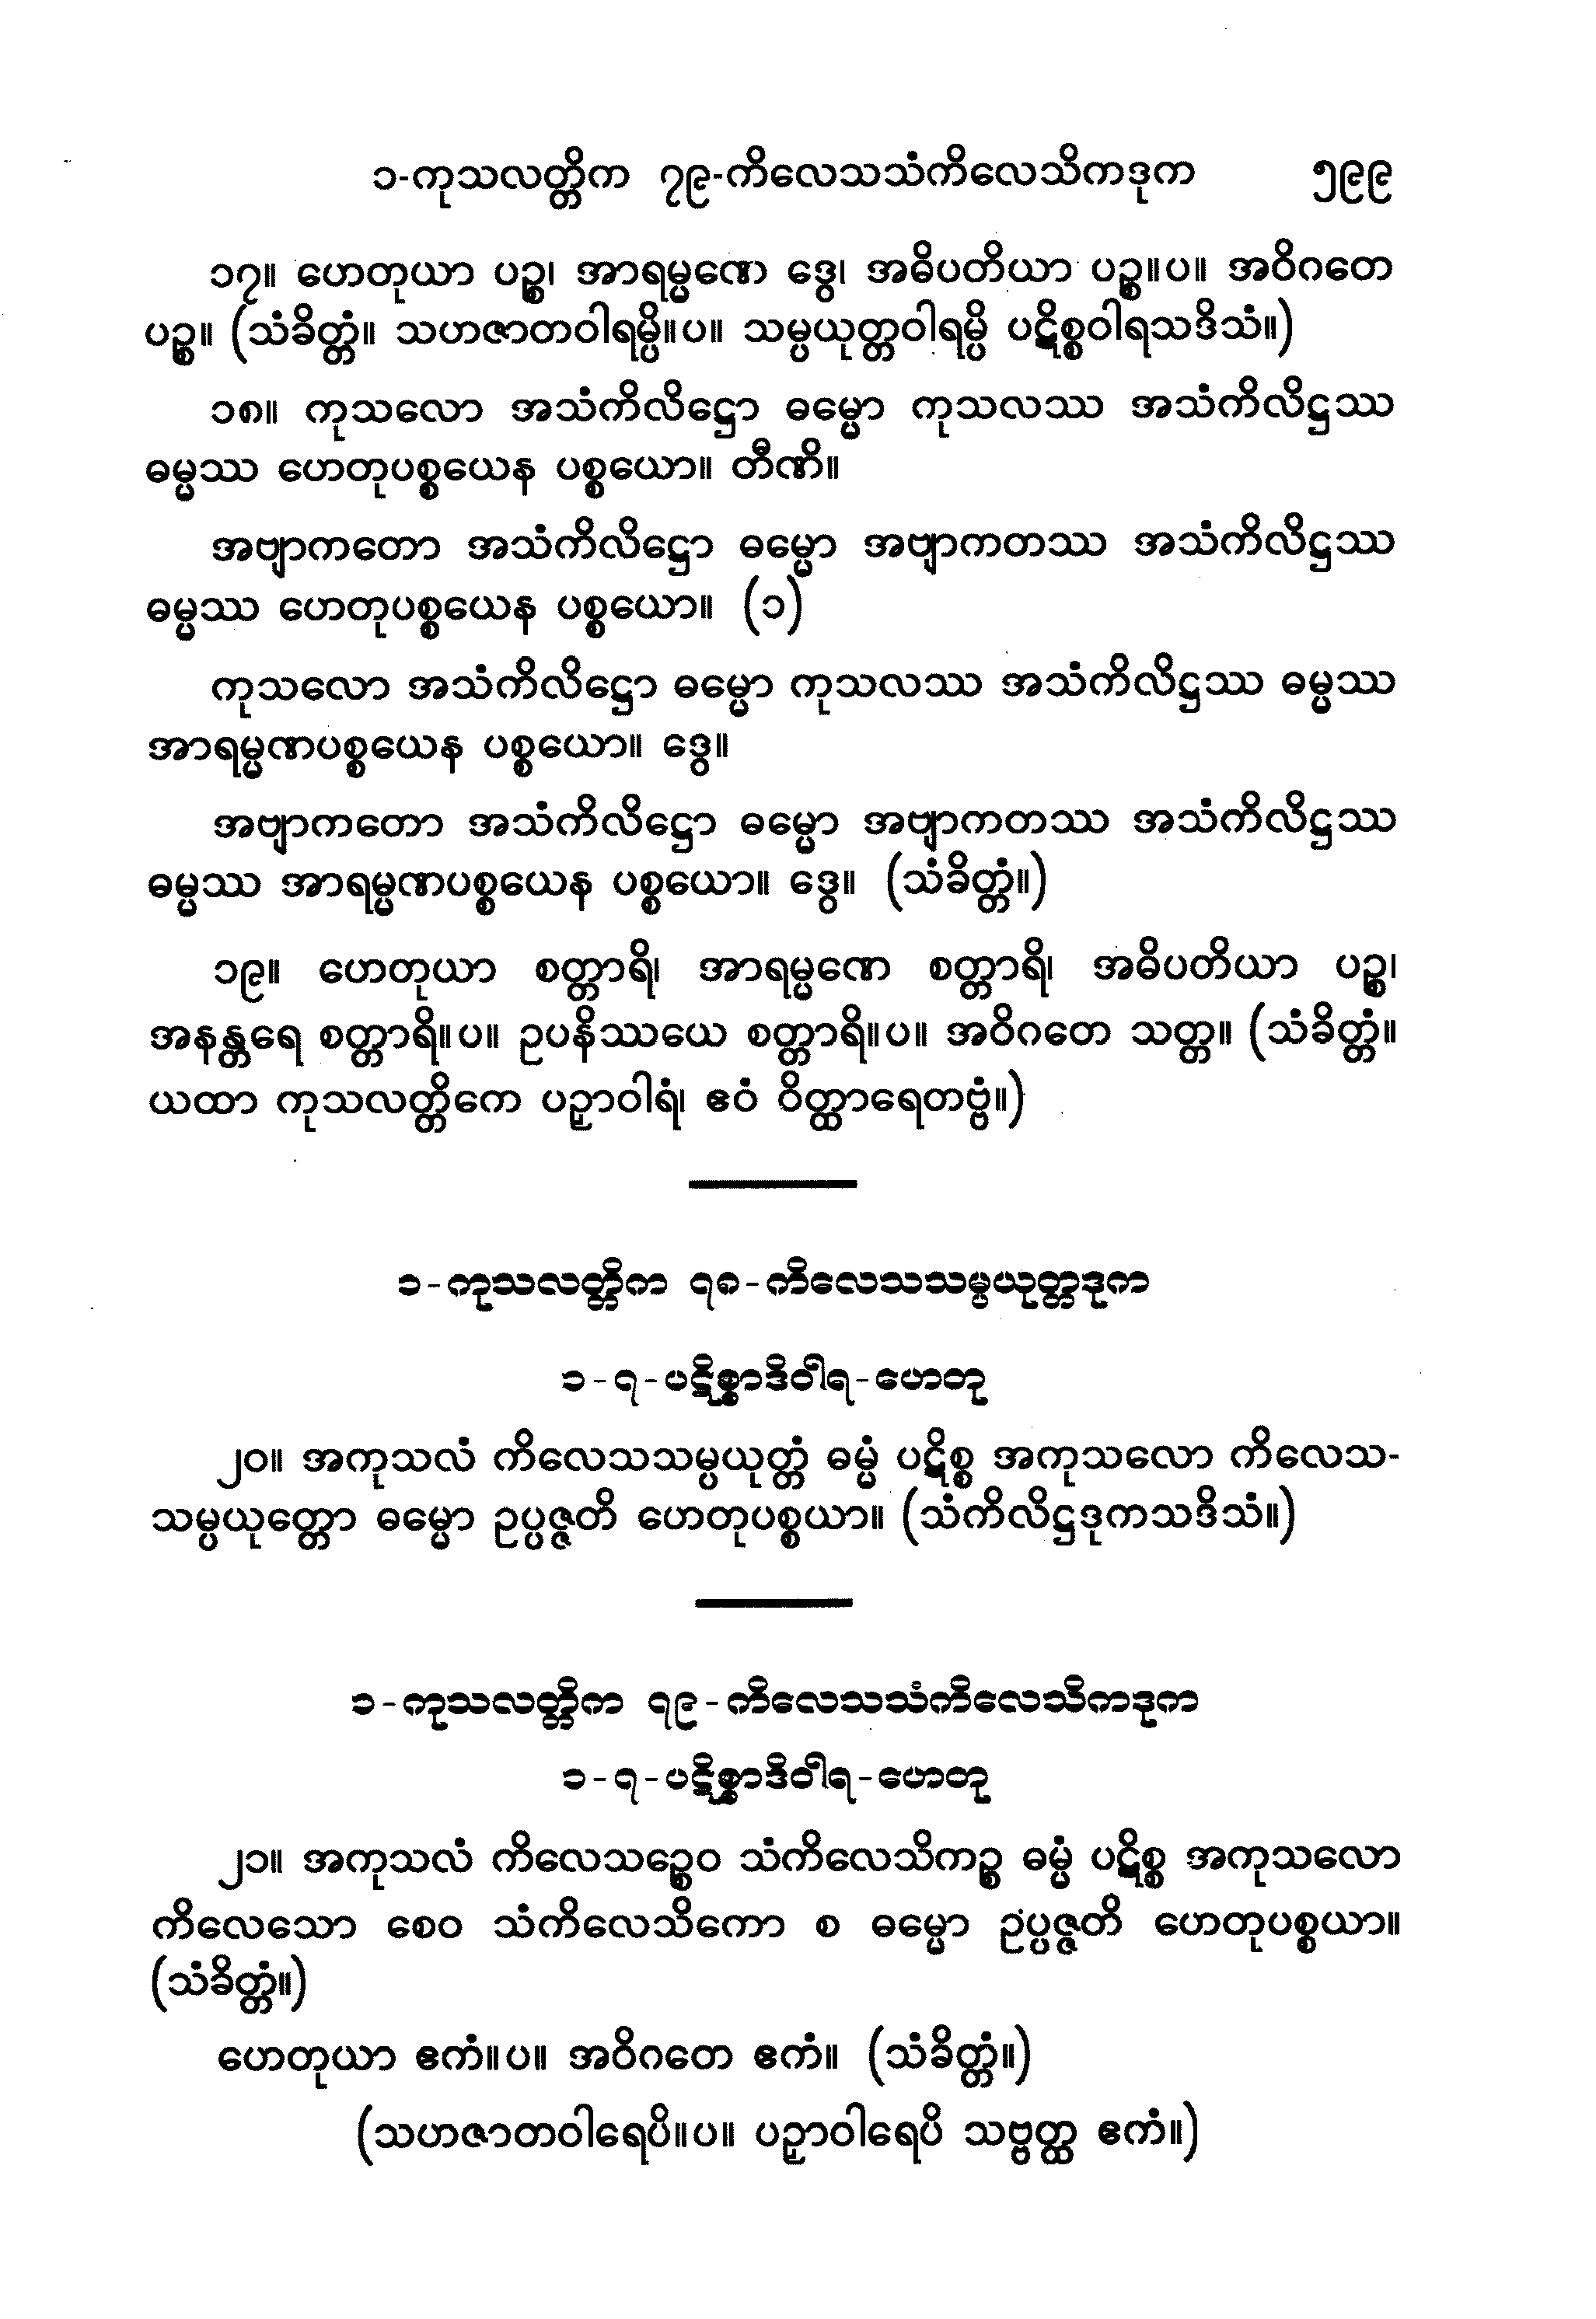 ၁-ကုသလတ္တိက ၇၉-ကိလေသသံကိလေသိကဒုက ၅၉၉
၁၇။ ဟေတုယာ ပဉ္စ၊ အာရမ္မဏေ ဒွေ၊ အဓိပတိယာ ပဉ္စ။ပ။ အဝိဂတေ
ပဉ္စ။ (သံခိတ္တံ။ သဟဇာတဝါရမ္ပိ။ပ။ သမ္ပယုတ္တဝါရမ္ပိ ပဋိစ္စဝါရသဒိသံ။)
၁၈။ ကုသလော အသံကိလိဋ္ဌော ဓမ္မော ကုသလဿ အသံကိလိဋ္ဌဿ
ဓမ္မဿ ဟေတုပစ္စယေန ပစ္စယော။ တီဏိ။
အဗျာကတော အသံကိလိဋ္ဌော ဓမ္မော အဗျာကတဿ အသံကိလိဋ္ဌဿ
ဓမ္မဿ ဟေတုပစ္စယေန ပစ္စယော။ (၁)
ကုသလော အသံကိလိဋ္ဌော ဓမ္မော ကုသလဿ အသံကိလိဋ္ဌဿ ဓမ္မဿ
အာရမ္မဏပစ္စယေန ပစ္စယော။ ဒွေ။
အဗျာကတော အသံကိလိဋ္ဌော ဓမ္မော အဗျာကတဿ အသံကိလိဋ္ဌဿ
ဓမ္မဿ အာရမ္မဏပစ္စယေန ပစ္စယော။ ဒွေ။ (သံခိတ္တံ။)
၁၉။ ဟေတုယာ စတ္တာရိ၊ အာရမ္မဏေ စတ္တာရိ၊ အဓိပတိယာ ပဉ္စ၊
အနန္တရေ စတ္တာရိ။ပ။ ဥပနိဿယေ စတ္တာရိ။ပ။ အဝိဂတေ သတ္တ။ (သံခိတ္တံ။
ယထာ ကုသလတ္တိကေ ပဉှာဝါရံ၊ ဧဝံ ဝိတ္ထာရေတဗ္ဗံ။)
၁-ကုသလတ္တိက ၇၈-ကိလေသသမ္ပယုတ္တဒုက
၁-၇-ပဋိစ္စာဒိဝါရ-ဟေတု
၂၀။ အကုသလံ ကိလေသသမ္ပယုတ္တံ ဓမ္မံ ပဋိစ္စ အကုသလော ကိလေသ-
သမ္ပယုတ္တော ဓမ္မော ဥပ္ပဇ္ဇတိ ဟေတုပစ္စယာ။ (သံကိလိဋ္ဌဒုကသဒိသံ။)
၁-ကုသလတ္တိက ၇၉-ကိလေသသံကိလေသိကဒုက
၁-၇-ပဋိစ္စာဒိဝါရ-ဟေတု
၂၁။ အကုသလံ ကိလေသဉ္စေဝ သံကိလေသိကဉ္စ ဓမ္မံ ပဋိစ္စ အကုသလော
ကိလေသော စေဝ သံကိလေသိကော စ ဓမ္မော ဥပ္ပဇ္ဇတိ ဟေတုပစ္စယာ။
(သံခိတ္တံ။)
ဟေတုယာ ဧကံ။ပ။ အဝိဂတေ ဧကံ။ (သံခိတ္တံ။)
(သဟဇာတဝါရေပိ။ပ။ ပဉှာဝါရေပိ သဗ္ဗတ္ထ ဧကံ။)